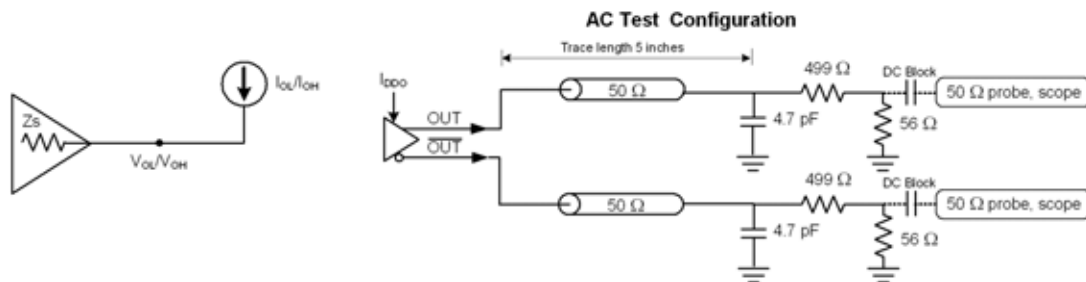 AC Test Configuration
Trace length 5 inches
Zs
V_OL/V_OH
I_OL/I_OH
I_DDO
OUT
OUT
50 Ω
4.7 pF
499 Ω
DC Block
56 Ω
50 Ω probe, scope
50 Ω
4.7 pF
499 Ω
DC Block
56 Ω
50 Ω probe, scope